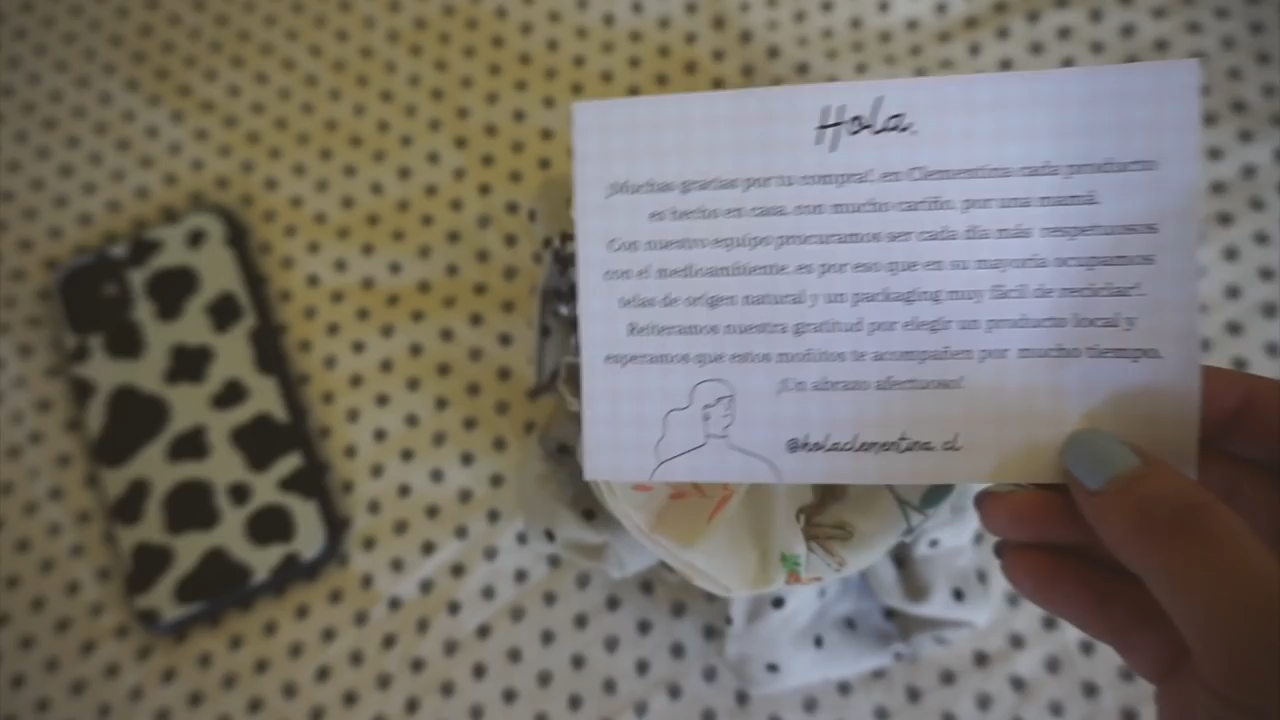 Hola.
¡Muchas gracias por tu compra!, en Clementina cada producto
es hecho en casa, con mucho cariño, por una mamá.
Con nuestro equipo procuramos ser cada día más respetuosos
con el medioambiente, es por eso que en su mayoría ocupamos
telas de origen natural y un packaging muy fácil de reciclar!.
Reiteramos nuestra gratitud por elegir un producto local y
esperamos que estos moñitos te acompañen por mucho tiempo.
¡Un abrazo afectuoso!
@holaclementina.cl